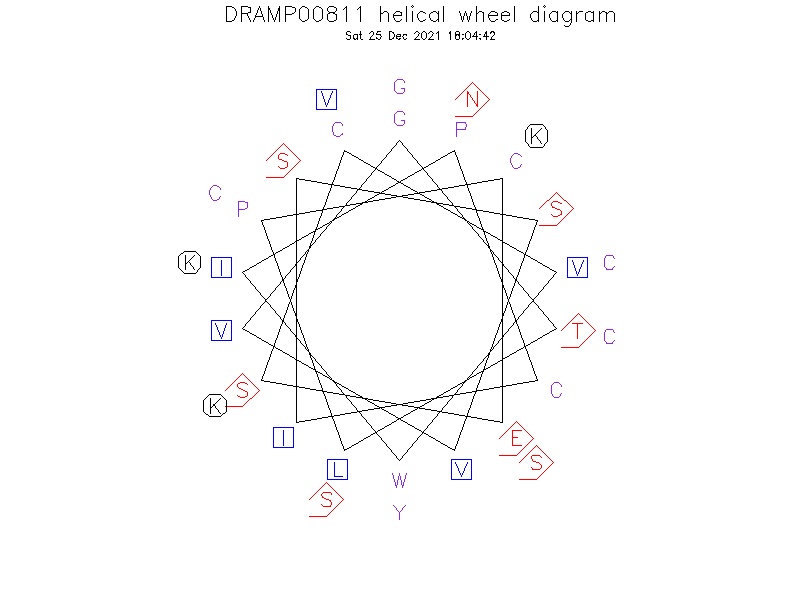 DRAMP00811 helical wheel diagram
Sat 25 Dec 2021 18:04:42
G
V N
G
C P K
S C
C P S
K I V C
V T C
S C
K
I E
L W V S
S Y